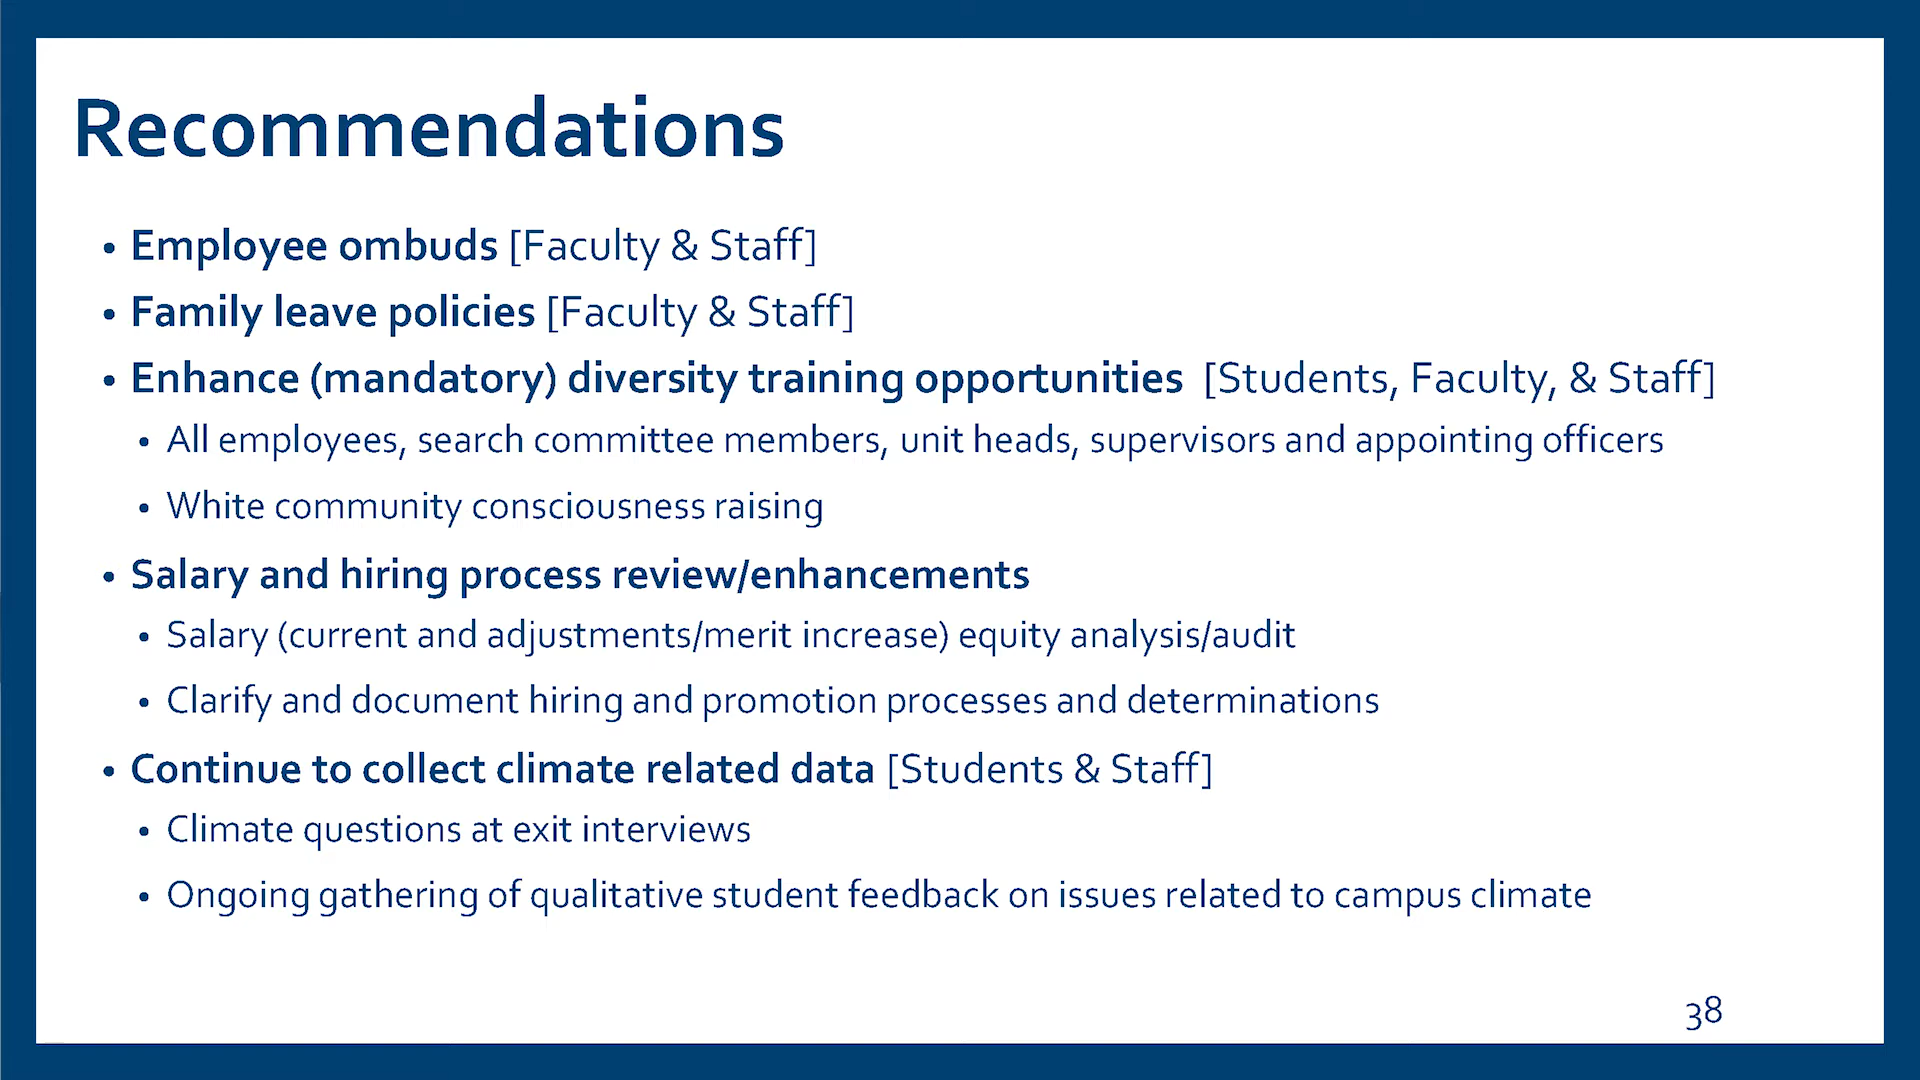 Recommendations
• Employee ombuds [Faculty & Staff]
• Family leave policies [Faculty & Staff]
• Enhance (mandatory) diversity training opportunities [Students, Faculty, & Staff]
• All employees, search committee members, unit heads, supervisors and appointing officers
• White community consciousness raising
• Salary and hiring process review/enhancements
• Salary (current and adjustments/merit increase) equity analysis/audit
• Clarify and document hiring and promotion processes and determinations
• Continue to collect climate related data [Students & Staff]
• Climate questions at exit interviews
• Ongoing gathering of qualitative student feedback on issues related to campus climate
38